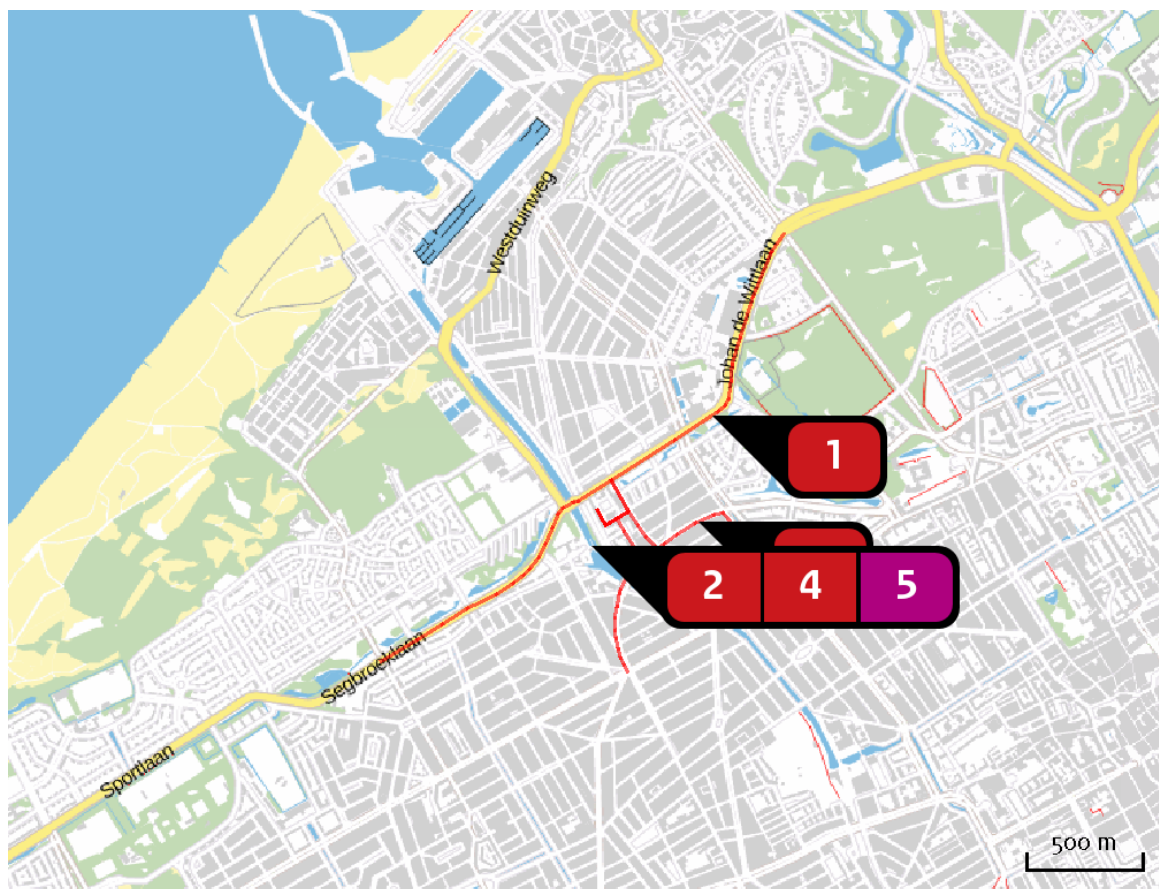 Westduinweg
Johan de Wittlaan
1
2 4 5
Segbroeklaan
Sportlaan
500 m